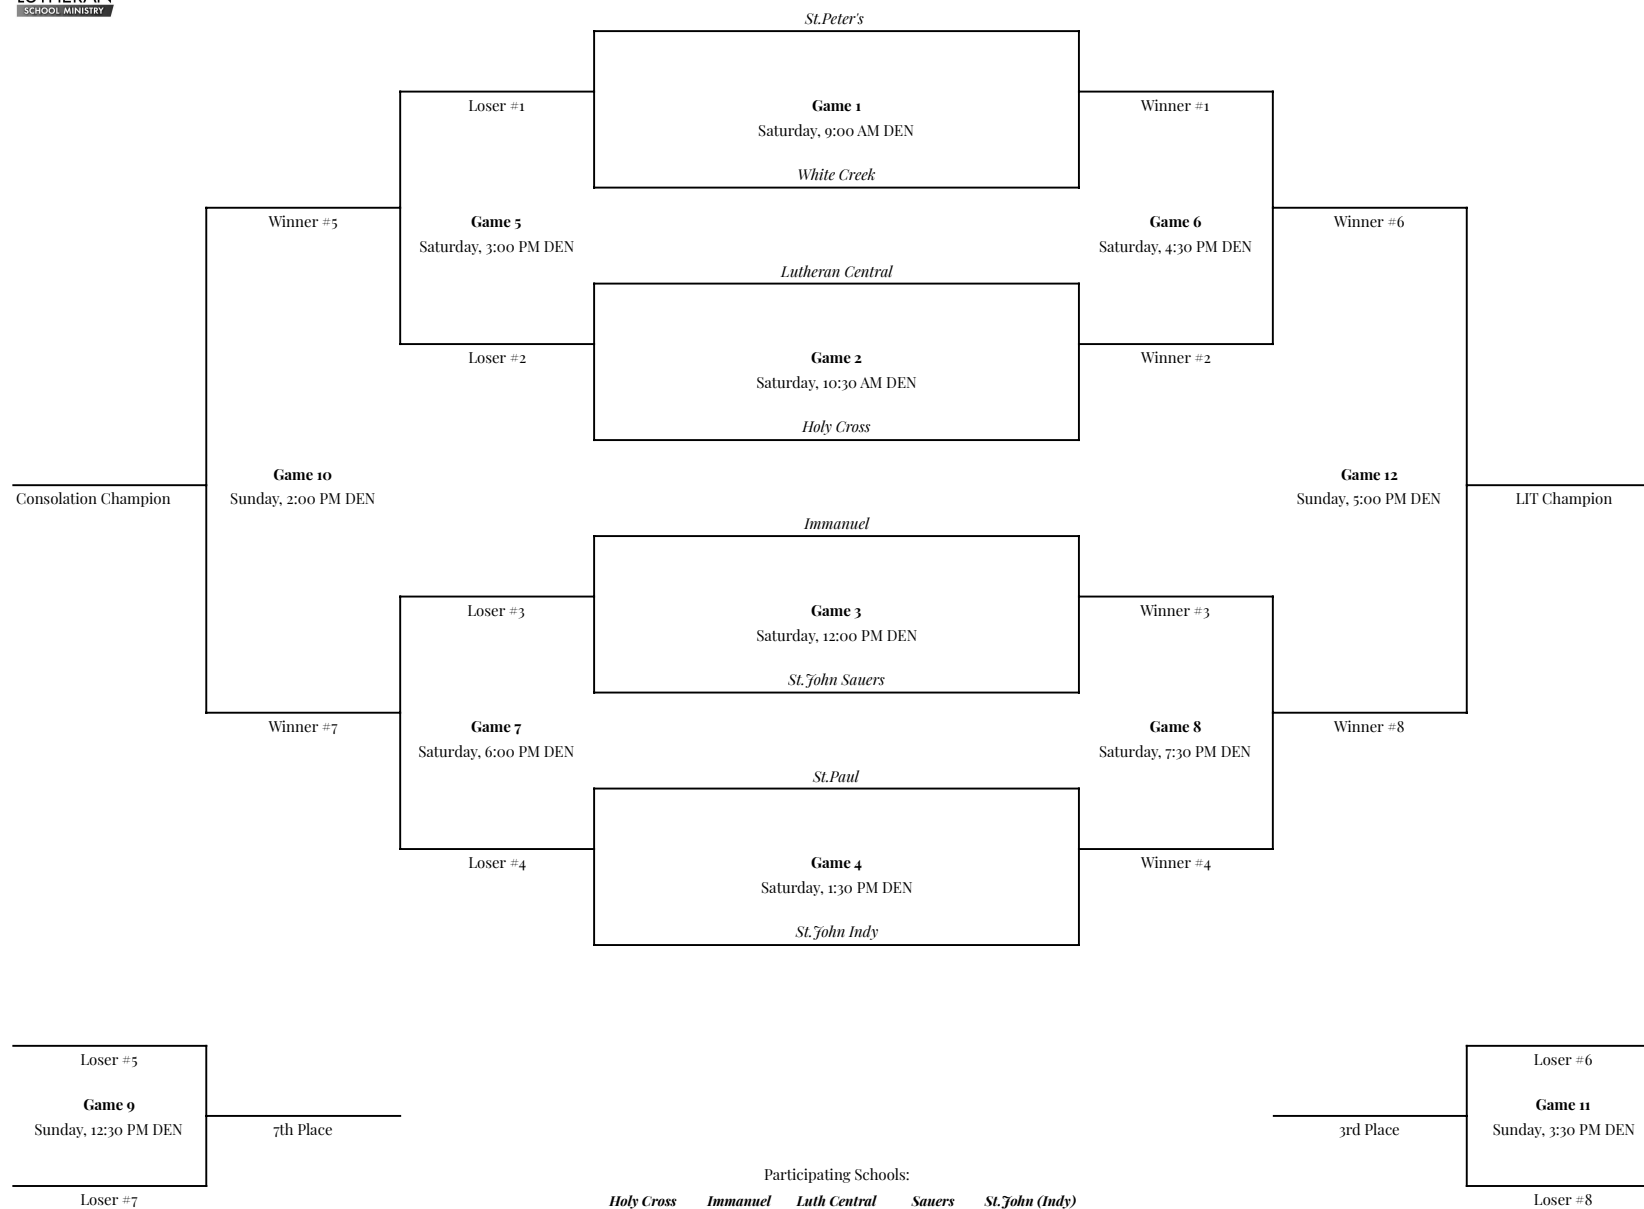 LUTHERAN
SCHOOL MINISTRY
St.Peter's
Loser #1
Game 1
Winner #1
Saturday, 9:00 AM DEN
White Creek
Winner #5
Game 5
Game 6
Winner #6
Saturday, 3:00 PM DEN
Saturday, 4:30 PM DEN
Lutheran Central
Loser #2
Game 2
Winner #2
Saturday, 10:30 AM DEN
Holy Cross
Game 10
Game 12
Consolation Champion
Sunday, 2:00 PM DEN
Sunday, 5:00 PM DEN
LIT Champion
Immanuel
Loser #3
Game 3
Winner #3
Saturday, 12:00 PM DEN
St.John Sauers
Winner #7
Game 7
Game 8
Winner #8
Saturday, 6:00 PM DEN
Saturday, 7:30 PM DEN
St.Paul
Loser #4
Game 4
Winner #4
Saturday, 1:30 PM DEN
St.John Indy
Loser #5
Loser #6
Game 9
Game 11
Sunday, 12:30 PM DEN
7th Place
3rd Place
Sunday, 3:30 PM DEN
Participating Schools:
Loser #7
Holy Cross Immanuel Luth Central Sauers St.John (Indy)
Loser #8